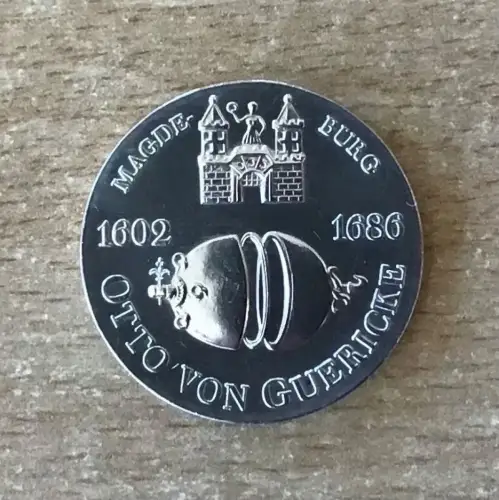 MAGDE-
BURG
1602
1686
OTTO VON GUERICKE